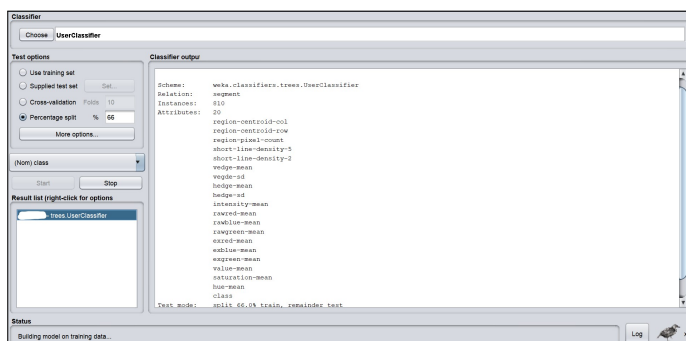 Classifier
Choose UserClassifier
Test options
Use training set
Supplied test set Set...
Cross-validation Folds 10
Percentage split % 66
More options...
(Nom) class
Start Stop
Result list (right-click for options
- trees.UserClassifier
Classifier outpu
Scheme: weka.classifiers.trees.UserClassifier
Relation: segment
Instances: 810
Attributes: 20
region-centroid-col
region-centroid-row
region-pixel-count
short-line-density-5
short-line-density-2
vedge-mean
vegde-sd
hedge-mean
hedge-sd
intensity-mean
rawred-mean
rawblue-mean
rawgreen-mean
exred-mean
exblue-mean
exgreen-mean
value-mean
saturation-mean
hue-mean
class
Test mode: split 66.0% train, remainder test
Status
Building model on training data...
Log
x